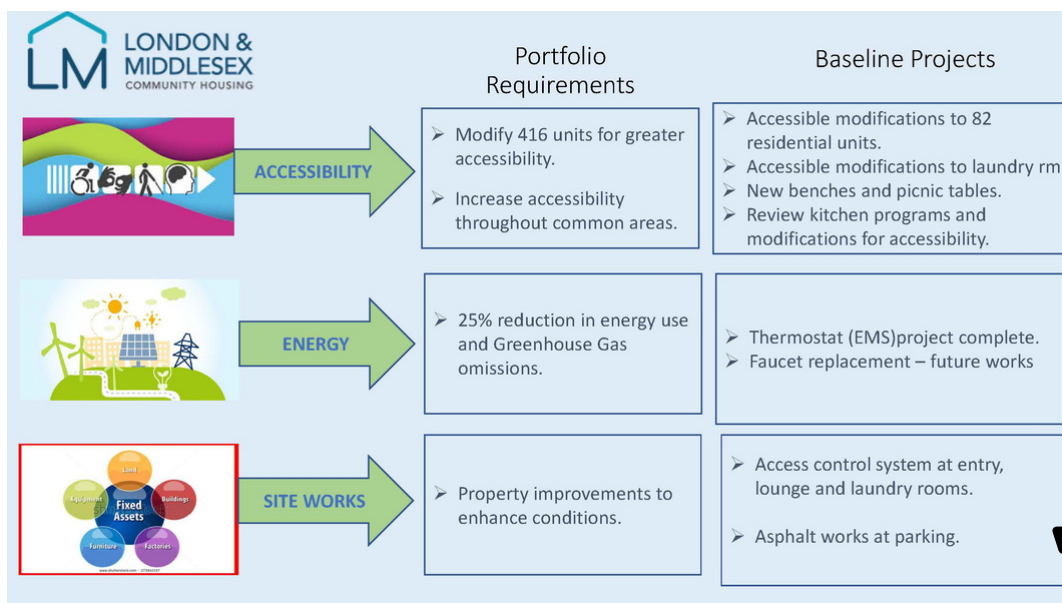 LONDON &
MIDDLESEX
COMMUNITY HOUSING
LM
Portfolio
Requirements
Baseline Projects
ACCESSIBILITY
➢ Modify 416 units for greater
accessibility.
➢ Increase accessibility
throughout common areas.
➢ Accessible modifications to 82
residential units.
➢ Accessible modifications to laundry rm
➢ New benches and picnic tables.
➢ Review kitchen programs and
modifications for accessibility.
ENERGY
➢ 25% reduction in energy use
and Greenhouse Gas
omissions.
➢ Thermostat (EMS)project complete.
➢ Faucet replacement – future works
Land
Equipment
Buildings
Fixed
Assets
Furniture
Factories
SITE WORKS
➢ Property improvements to
enhance conditions.
➢ Access control system at entry,
lounge and laundry rooms.
➢ Asphalt works at parking.